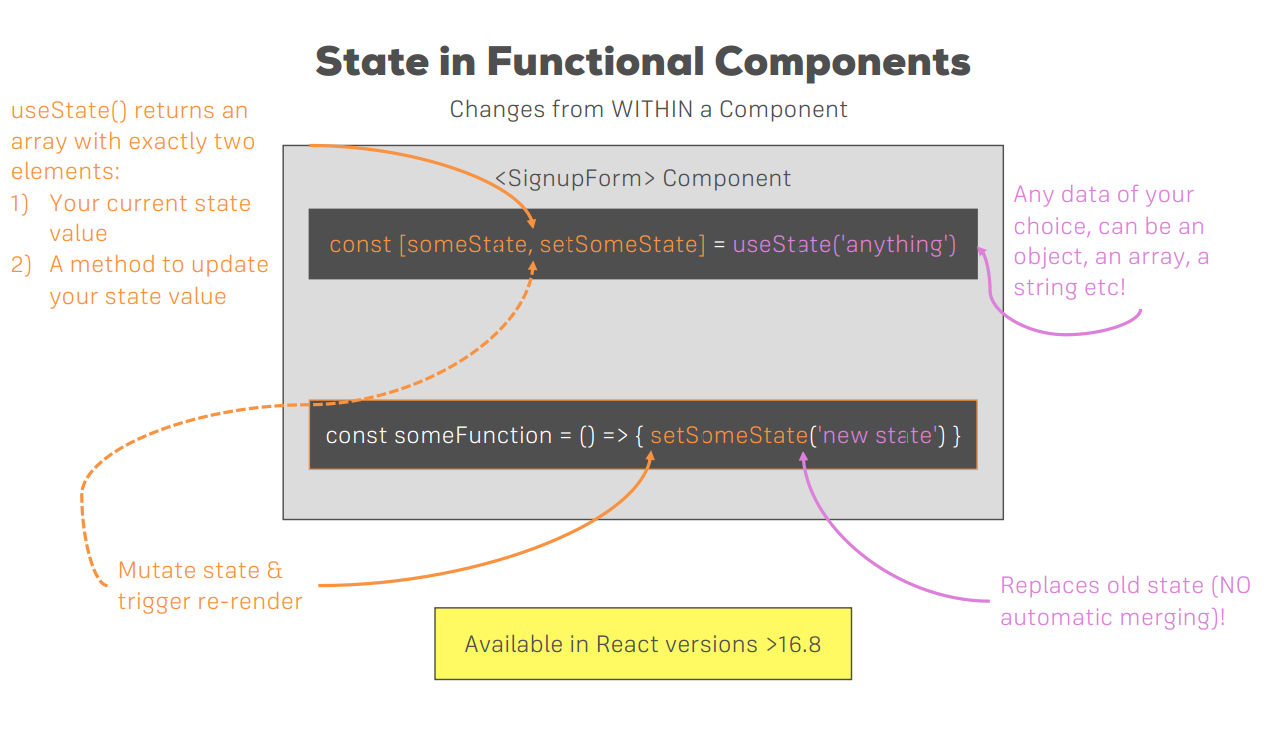 State in Functional Components
Changes from WITHIN a Component
useState() returns an
array with exactly two
elements:
1) Your current state
value
2) A method to update
your state value
<SignupForm> Component
const [someState, setSomeState] = useState('anything')
Any data of your
choice, can be an
object, an array, a
string etc!
const someFunction = () => { setSomeState('new state') }
Mutate state &
trigger re-render
Replaces old state (NO
automatic merging)!
Available in React versions >16.8